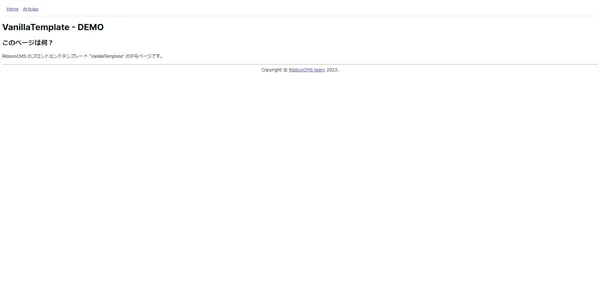 Home Articles
VanillaTemplate - DEMO
このページは何？
RibbonCMS のフロントエンドテンプレート "VanillaTemplate" のデモページです。
Copyright © RibbonCMS team 2023.